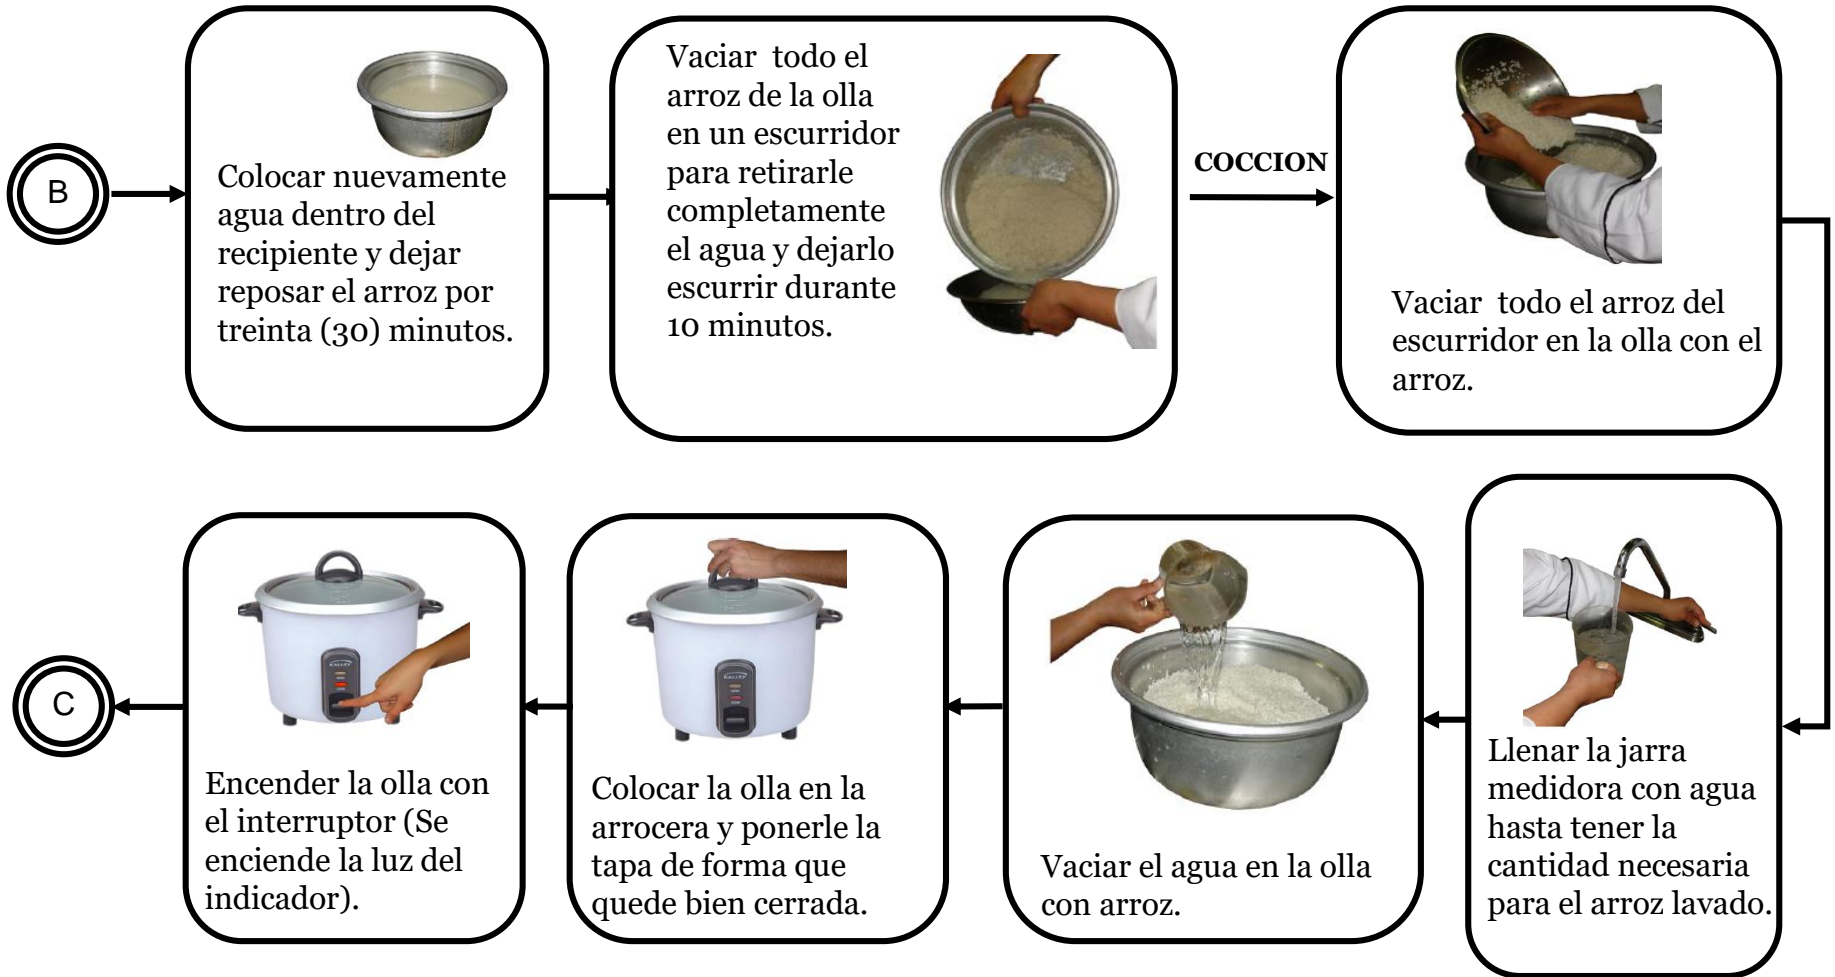 B
Colocar nuevamente
agua dentro del
recipiente y dejar
reposar el arroz por
treinta (30) minutos.
Vaciar todo el
arroz de la olla
en un escurridor
para retirarle
completamente
el agua y dejarlo
escurrir durante
10 minutos.
COCCION
Vaciar todo el arroz del
escurridor en la olla con el
arroz.
Llenar la jarra
medidora con agua
hasta tener la
cantidad necesaria
para el arroz lavado.
Vaciar el agua en la olla
con arroz.
KALLEY
Colocar la olla en la
arrocera y ponerle la
tapa de forma que
quede bien cerrada.
KALLEY
Encender la olla con
el interruptor (Se
enciende la luz del
indicador).
C